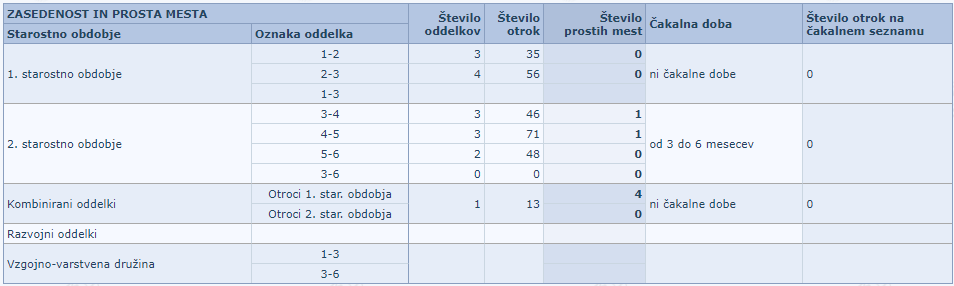 ZASEDENOST IN PROSTA MESTA
Starostno obdobje Oznaka oddelka Število oddelkov Število otrok Število prostih mest Čakalna doba Število otrok na čakalnem seznamu
1. starostno obdobje
1-2 3 35 0
2-3 4 56 0 ni čakalne dobe 0
1-3
2. starostno obdobje
3-4 3 46 1
4-5 3 71 1
od 3 do 6 mesecev 0
5-6 2 48 0
3-6 0 0 0
Kombinirani oddelki
Otroci 1. star. obdobja 4
1 13 ni čakalne dobe 0
Otroci 2. star. obdobja 0
Razvojni oddelki
Vzgojno-varstvena družina
1-3
3-6